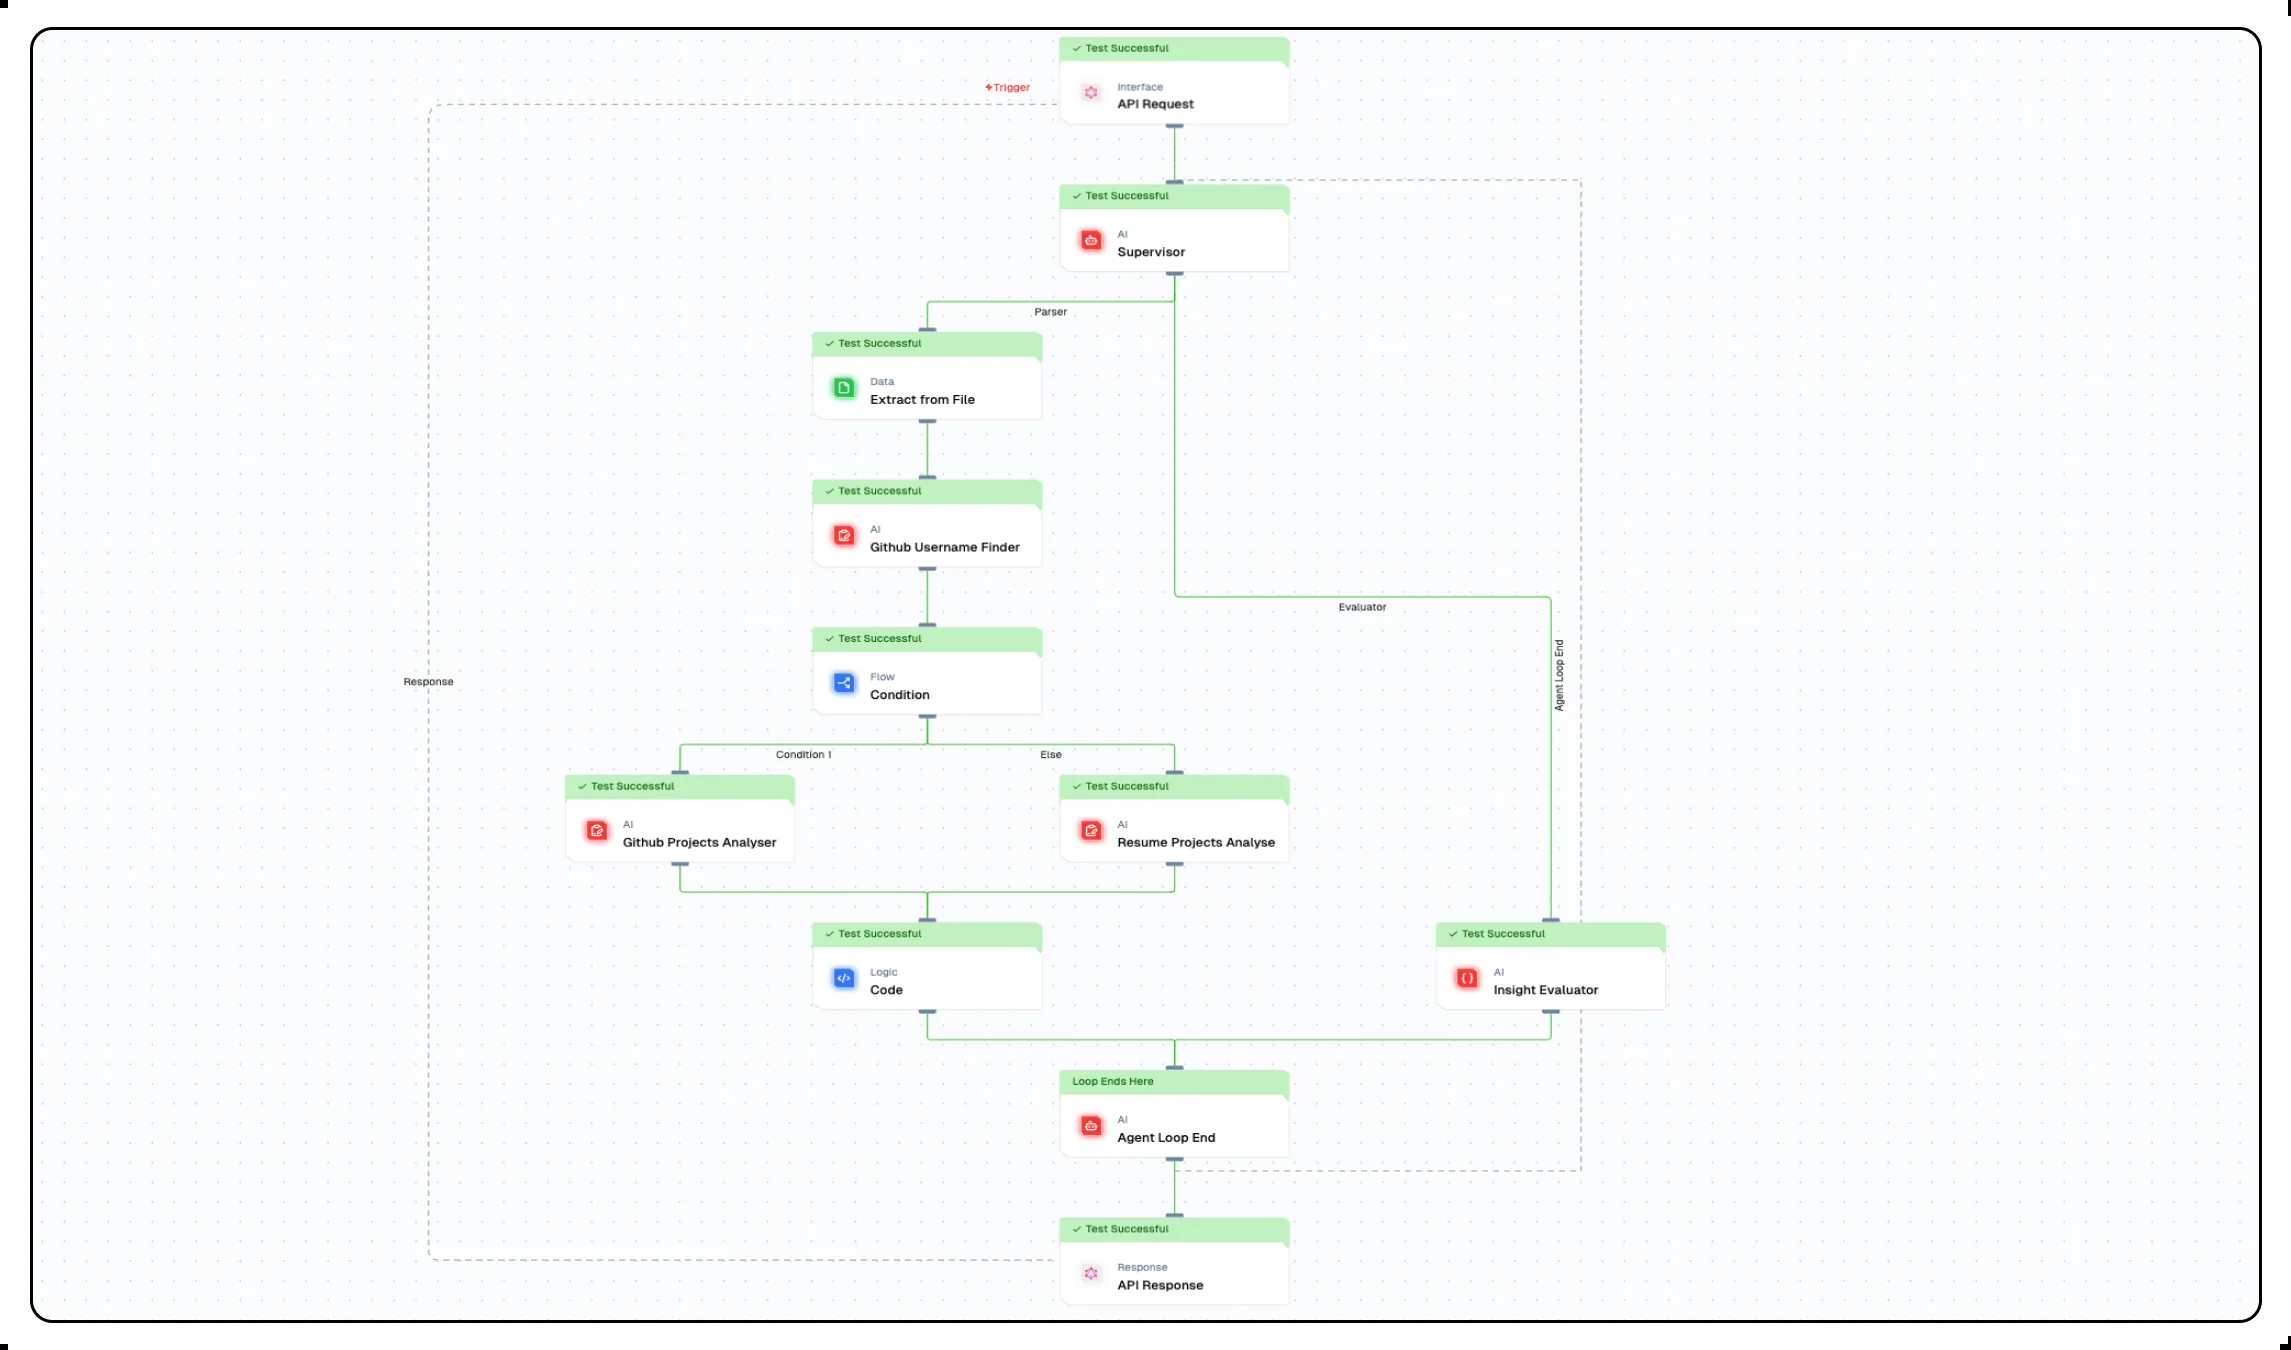 Test Successful
Trigger
Interface
API Request
Test Successful
AI
Supervisor
Parser
Test Successful
Data
Extract from File
Test Successful
AI
Github Username Finder
Evaluator
Test Successful
Flow
Condition
Agent Loop End
Response
Condition 1
Else
Test Successful
AI
Github Projects Analyser
Test Successful
AI
Resume Projects Analyse
Test Successful
Logic
Code
Test Successful
AI
Insight Evaluator
Loop Ends Here
AI
Agent Loop End
Test Successful
Response
API Response